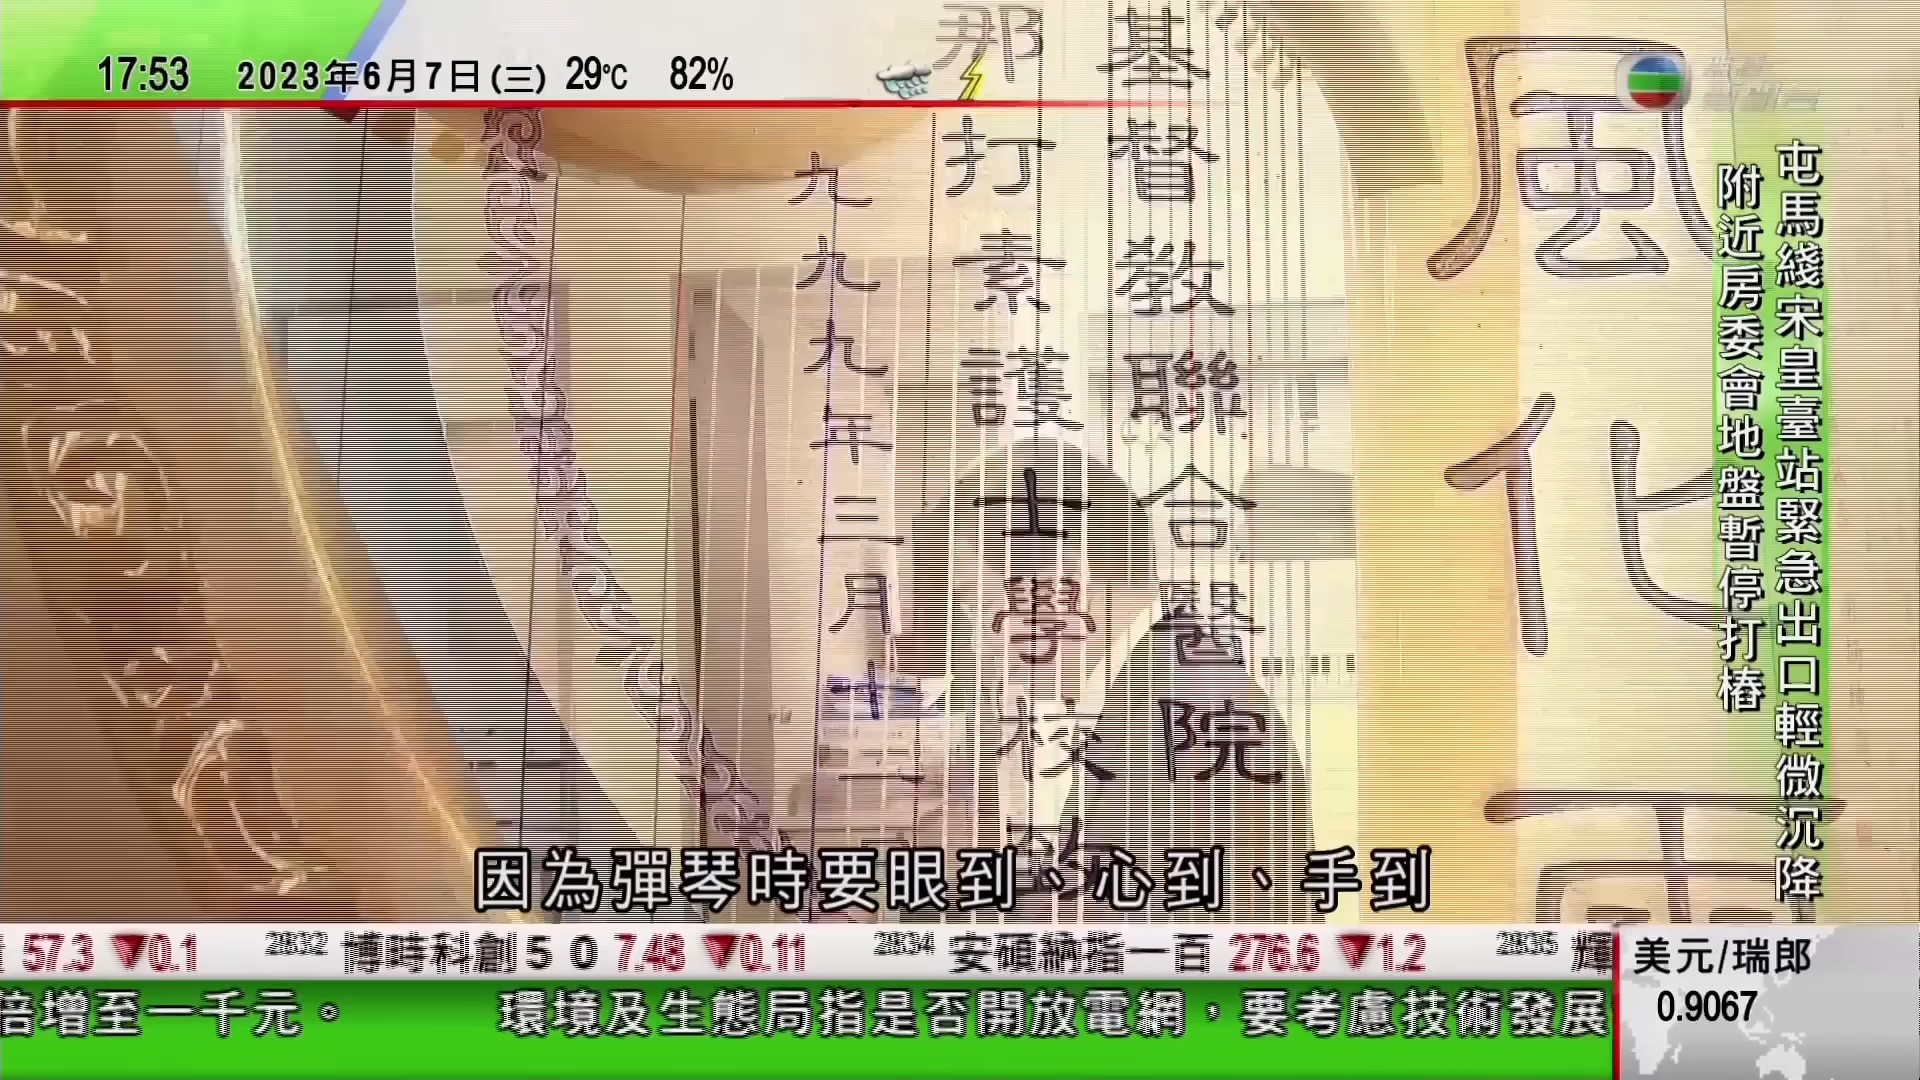 17:53 2023年6月7日(三) 29℃ 82%
屯馬綫宋皇臺站緊急出口輕微沉降
附近房委會地盤暫停打樁
風化雨
基督教聯合醫院
那打素護士學校
九九九年三月十二
因為彈琴時要眼到、心到、手到
57.3 ▼0.1 2832 博時科創50 7.48 ▼0.11 2834 安碩納指一百 276.6 ▼1.2 2835
美元/瑞郎
0.9067
倍增至一千元。 環境及生態局指是否開放電網，要考慮技術發展